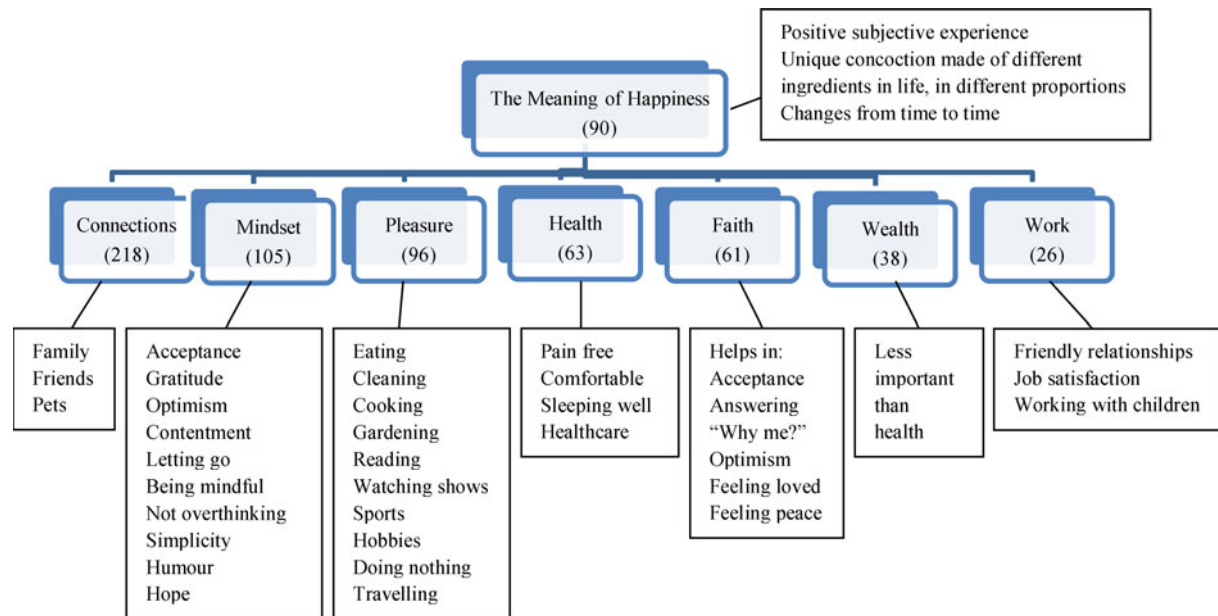 Positive subjective experience
Unique concoction made of different
ingredients in life, in different proportions
Changes from time to time
The Meaning of Happiness
(90)
Connections
(218)
Mindset
(105)
Pleasure
(96)
Health
(63)
Faith
(61)
Wealth
(38)
Work
(26)
Family
Friends
Pets
Acceptance
Gratitude
Optimism
Contentment
Letting go
Being mindful
Not overthinking
Simplicity
Humour
Hope
Eating
Cleaning
Cooking
Gardening
Reading
Watching shows
Sports
Hobbies
Doing nothing
Travelling
Pain free
Comfortable
Sleeping well
Healthcare
Helps in:
Acceptance
Answering
“Why me?”
Optimism
Feeling loved
Feeling peace
Less
important
than
health
Friendly relationships
Job satisfaction
Working with children